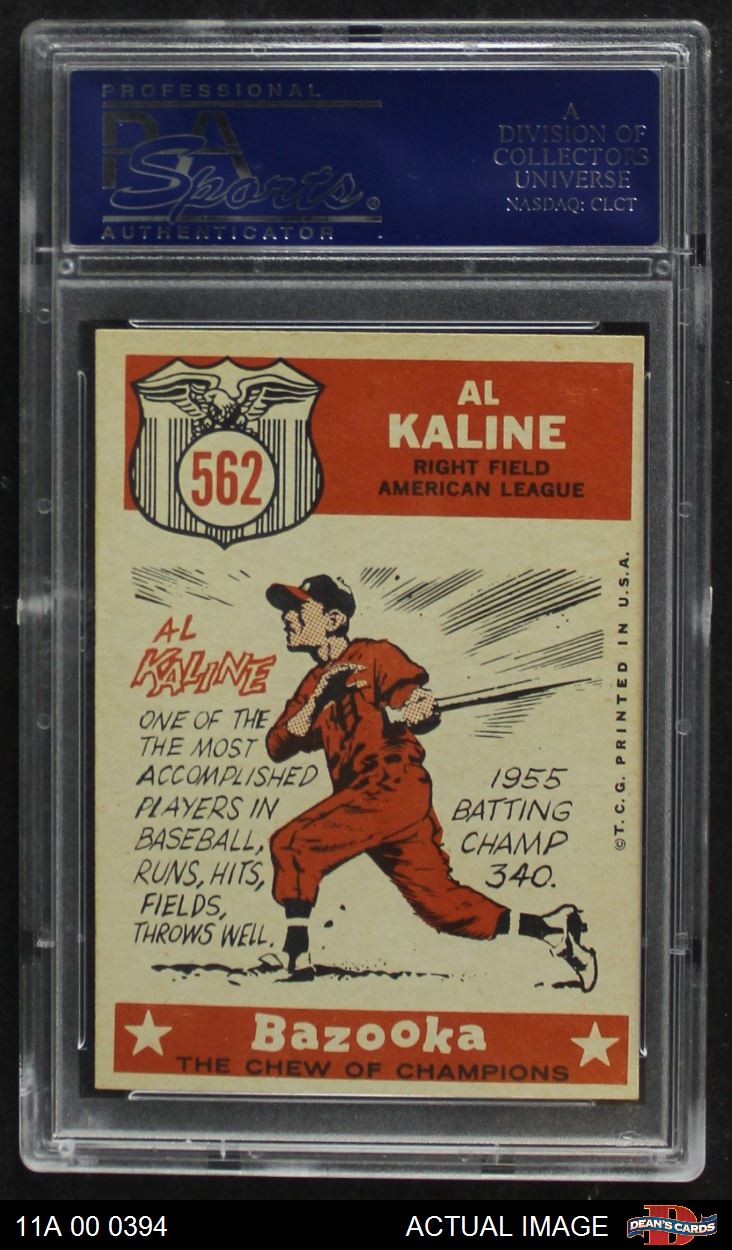 PROFESSIONAL
PSA
Sports®
AUTHENTICATOR
A
DIVISION OF
COLLECTORS
UNIVERSE
NASDAQ: CLCT
562
AL
KALINE
RIGHT FIELD
AMERICAN LEAGUE
AL
KALINE
ONE OF THE
THE MOST
ACCOMPLISHED
PLAYERS IN
BASEBALL,
RUNS, HITS,
FIELDS,
THROWS WELL.
1955
BATTING
CHAMP
340.
©T.C.G. PRINTED IN U.S.A.
Bazooka
THE CHEW OF CHAMPIONS
11A 00 0394
ACTUAL IMAGE
DEAN'S CARDS